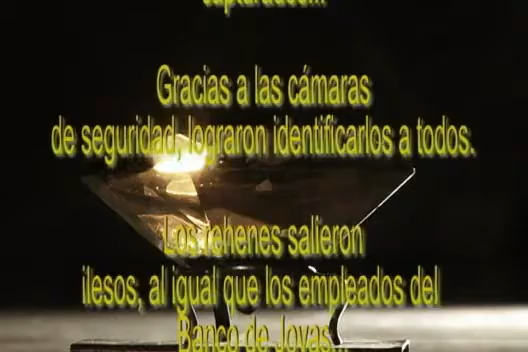 capturados...
Gracias a las cámaras
de seguridad, lograron identificarlos a todos.
Los rehenes salieron
ilesos, al igual que los empleados del
Banco de Joyas.